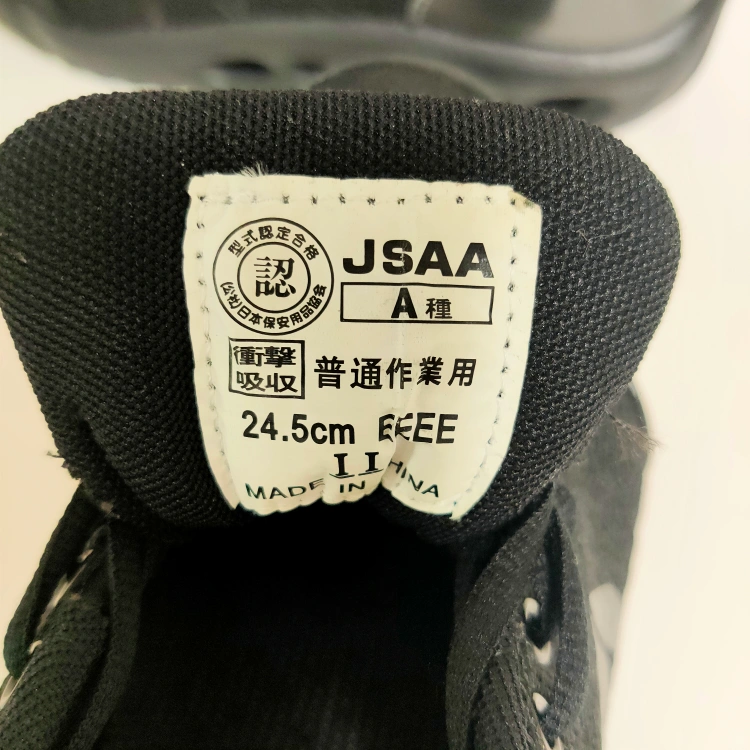 型式認定合格
認
(公社)日本保安用品協会
JSAA
A種
衝撃
吸収
普通作業用
24.5cm EEEE
II
MADE IN CHINA